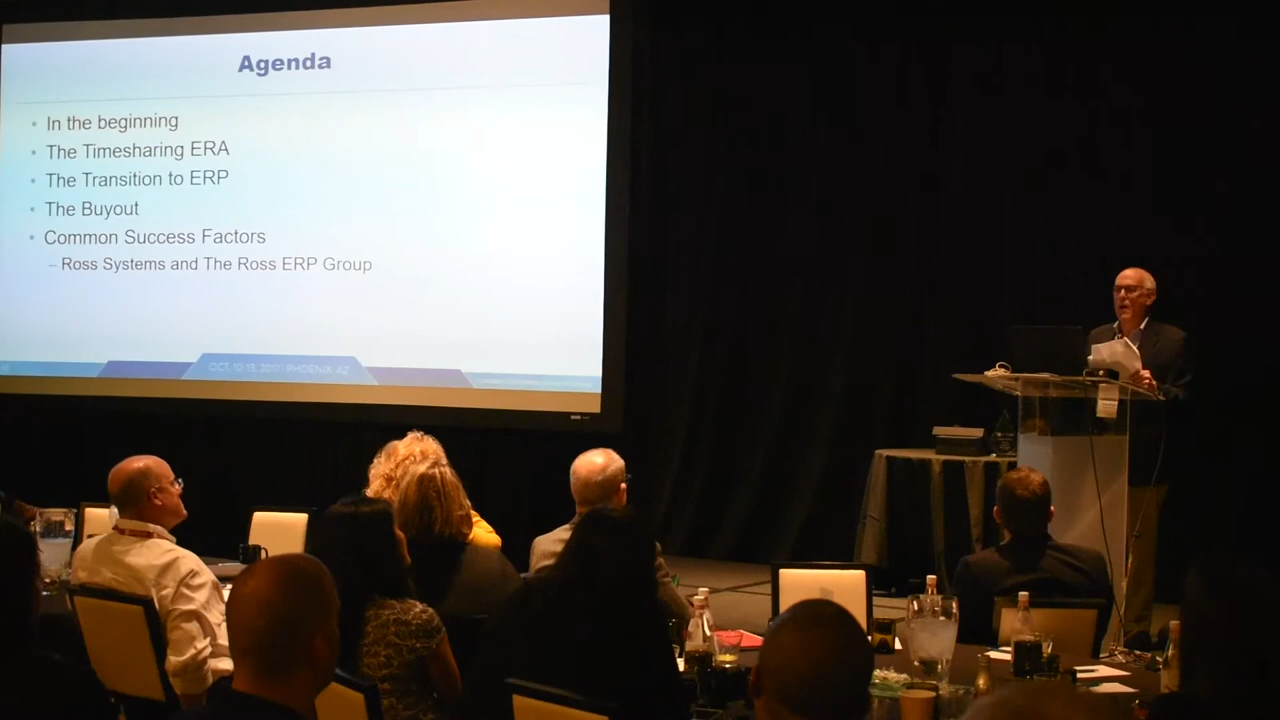 Agenda
• In the beginning
• The Timesharing ERA
• The Transition to ERP
• The Buyout
• Common Success Factors
– Ross Systems and The Ross ERP Group
OCT, 10-13, 2017 | PHOENIX, AZ